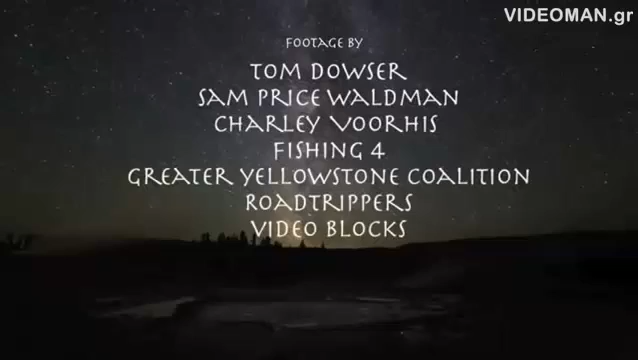 VIDEOMAN.gr
FOOTAGE BY
TOM DOWSER
SAM PRICE WALDMAN
CHARLEY VOORHIS
FISHING 4
GREATER YELLOWSTONE COALITION
ROADTRIPPERS
VIDEO BLOCKS